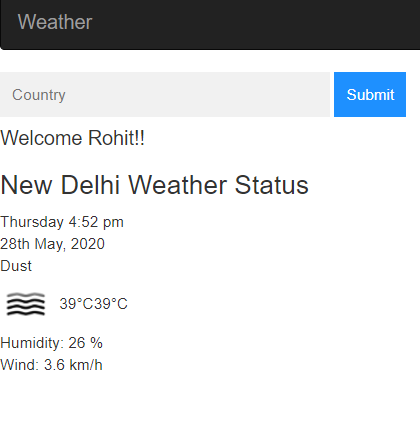 Weather
Country
Submit
Welcome Rohit!!
New Delhi Weather Status
Thursday 4:52 pm
28th May, 2020
Dust
39°C39°C
Humidity: 26 %
Wind: 3.6 km/h